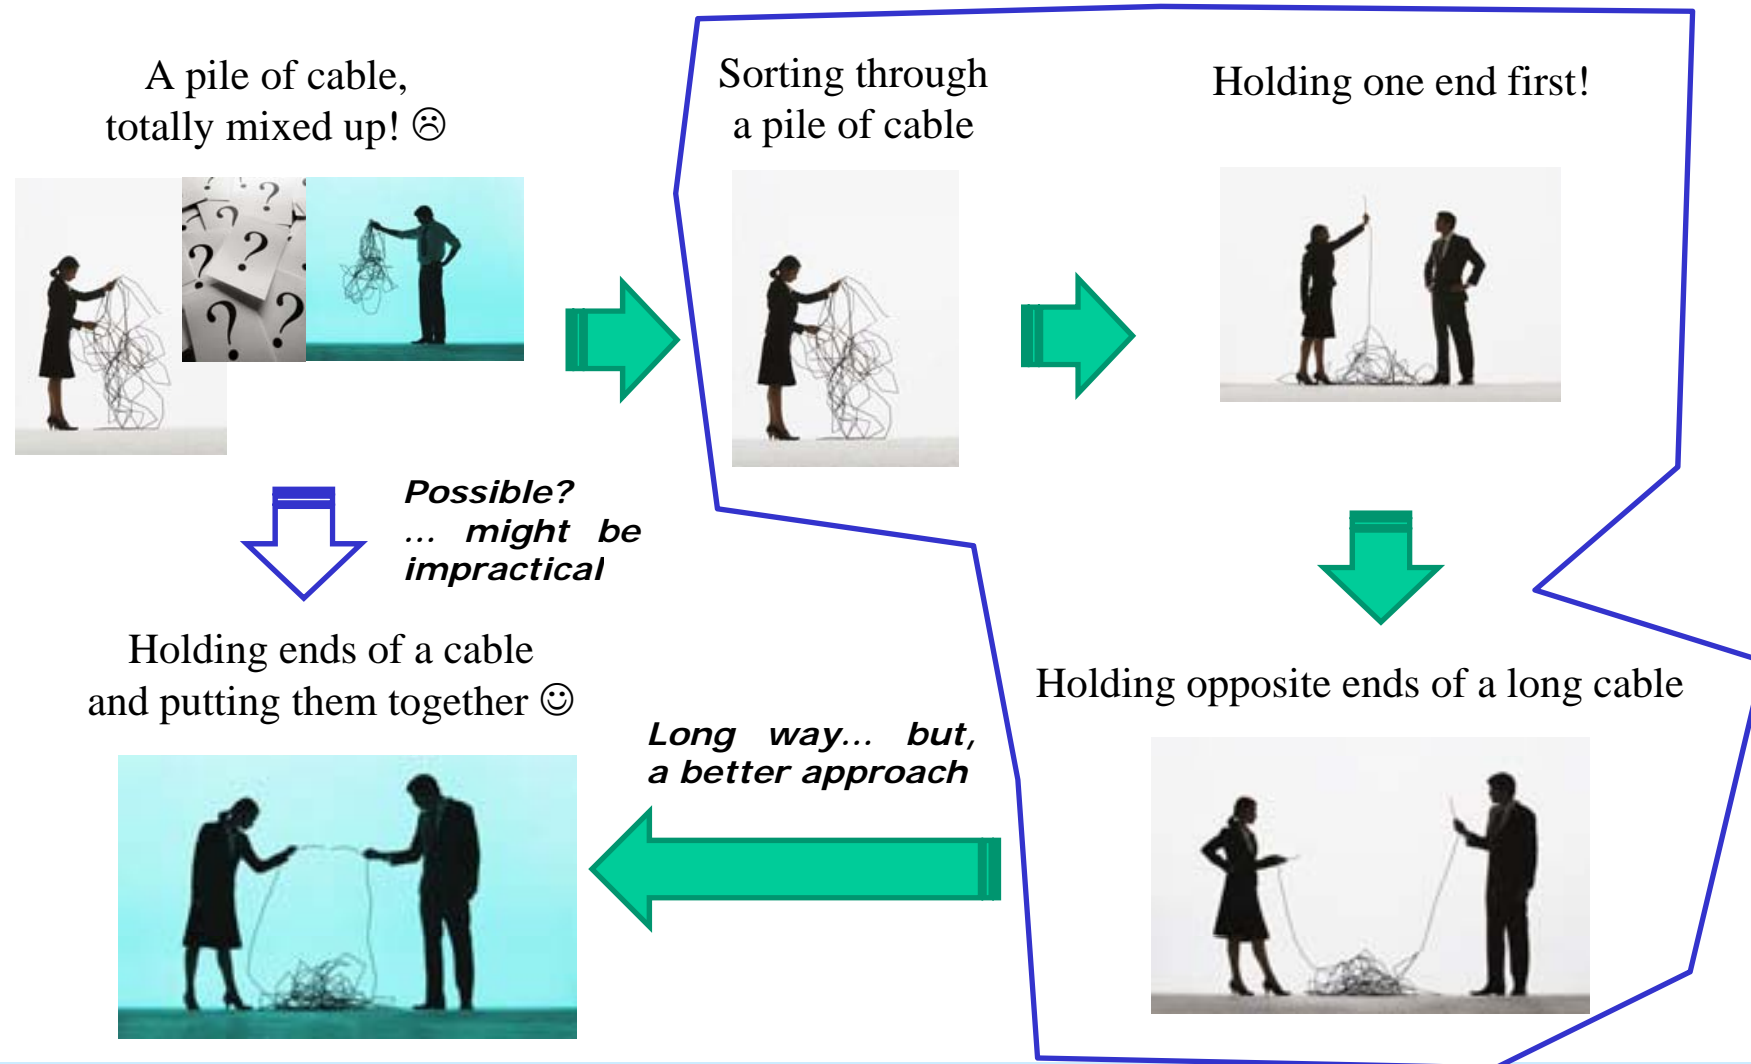 A pile of cable,
totally mixed up! ☹
Sorting through
a pile of cable
Holding one end first!
? ?
?
? ?
? ?
Possible?
... might be
impractical
Holding ends of a cable
and putting them together ☺
Holding opposite ends of a long cable
Long way... but,
a better approach